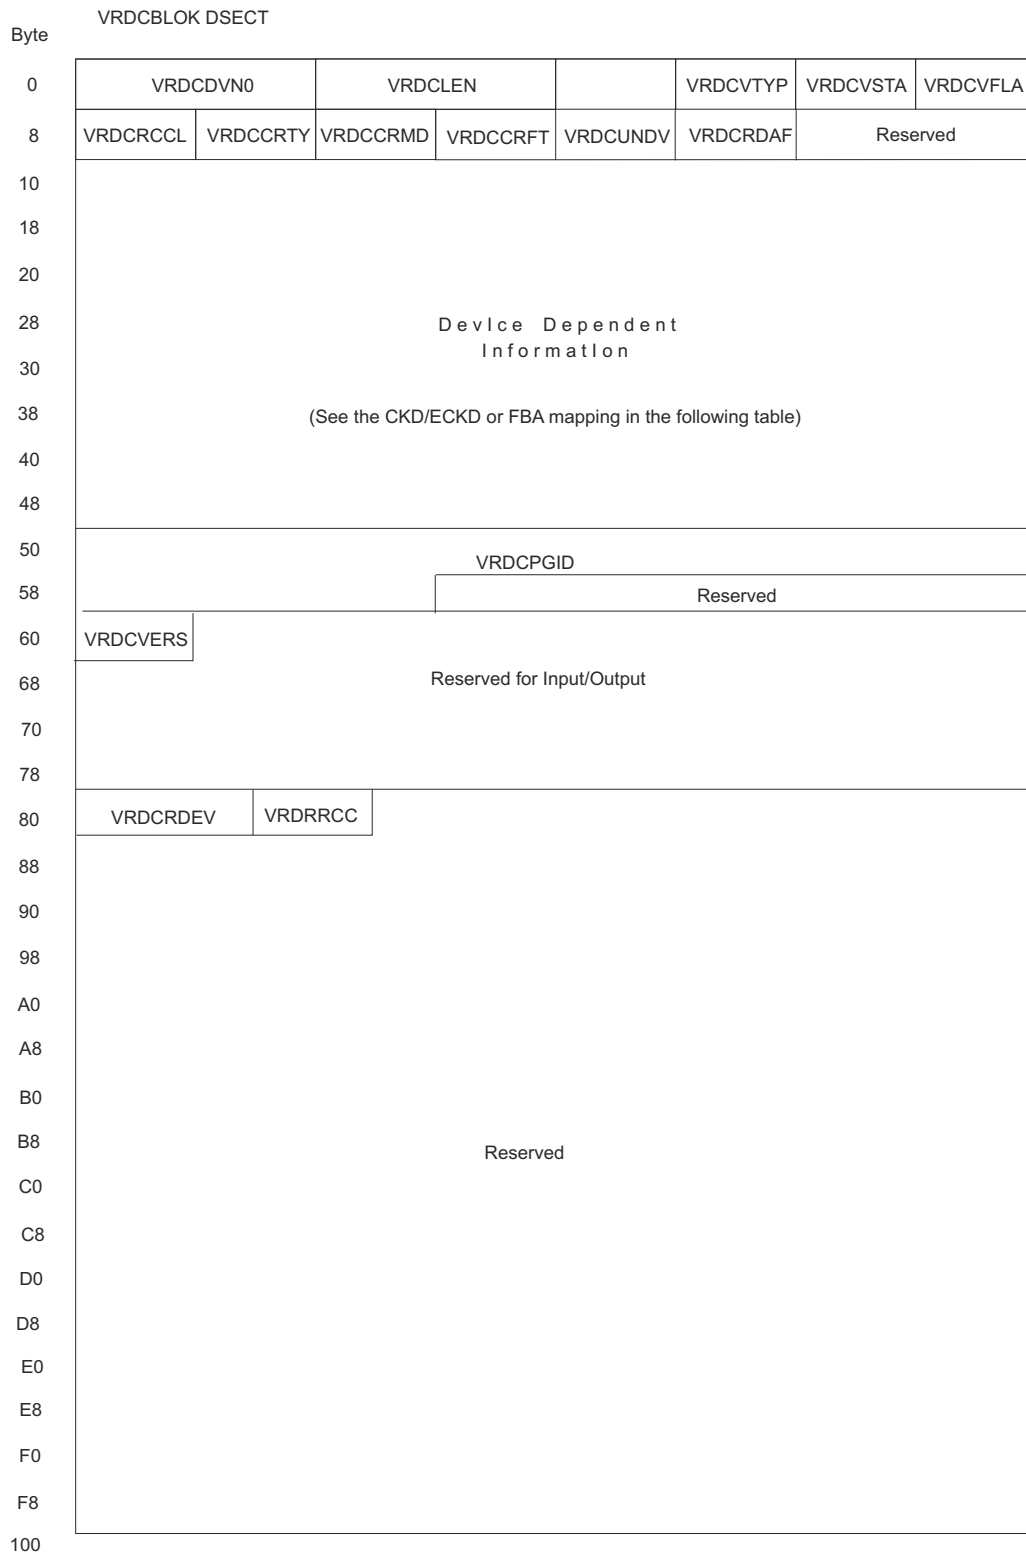 VRDCBLOK DSECT
Byte
0 VRDCDVN0 VRDCLEN VRDCVTYP VRDCVSTA VRDCVFLA
8 VRDCRCCL VRDCCRTY VRDCCRMD VRDCCRFT VRDCUNDV VRDCRDAF Reserved
10
18
20
28 DevIce Dependent
InformatIon
30
38 (See the CKD/ECKD or FBA mapping in the following table)
40
48
50 VRDCPGID
58 Reserved
60 VRDCVERS
68 Reserved for Input/Output
70
78
80 VRDCRDEV VRDRRCC
88
90
98
A0
A8
B0
B8 Reserved
C0
C8
D0
D8
E0
E8
F0
F8
100